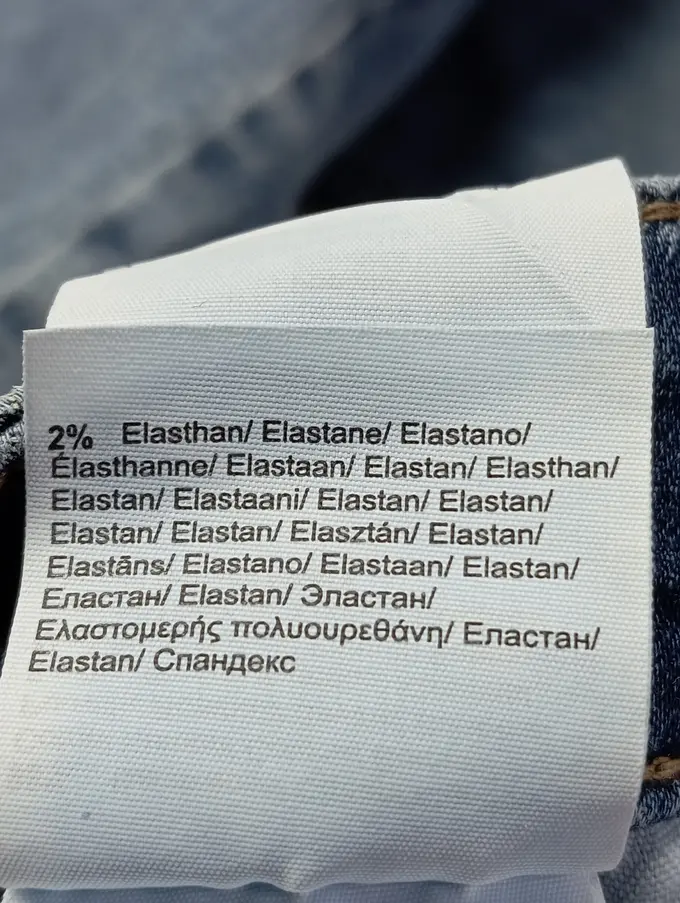 2% Elasthan/ Elastane/ Elastano/
Élasthanne/ Elastaan/ Elastan/ Elasthan/
Elastan/ Elastaani/ Elastan/ Elastan/
Elastan/ Elastan/ Elasztán/ Elastan/
Elastāns/ Elastano/ Elastaan/ Elastan/
Еластан/ Elastan/ Эластан/
Ελαστομερής πολυουρεθάνη/ Еластан/
Elastan/ Спандекс